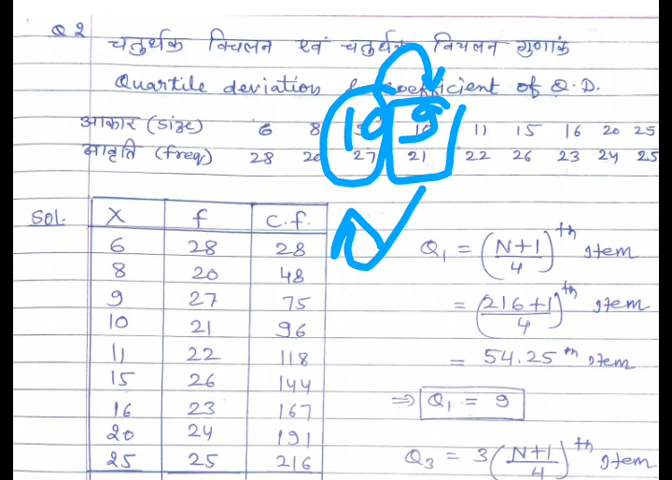 Q 2 चतुर्थक विचलन एवं चतुर्थक विचलन गुणांक
Quartile deviation & coefficient of Q.D.
आकार (size) 6 8 10 9 11 15 16 20 25
आवृति (freq) 28 20 27 21 22 26 23 24 25
Sol.
X f c.f.
6 28 28
8 20 48
9 27 75
10 21 96
11 22 118
15 26 144
16 23 167
20 24 191
25 25 216
Q₁ = (N+1/4)th item
= (216+1/4)th item
= 54.25th item
⇒ Q₁ = 9
Q₃ = 3(N+1/4)th item